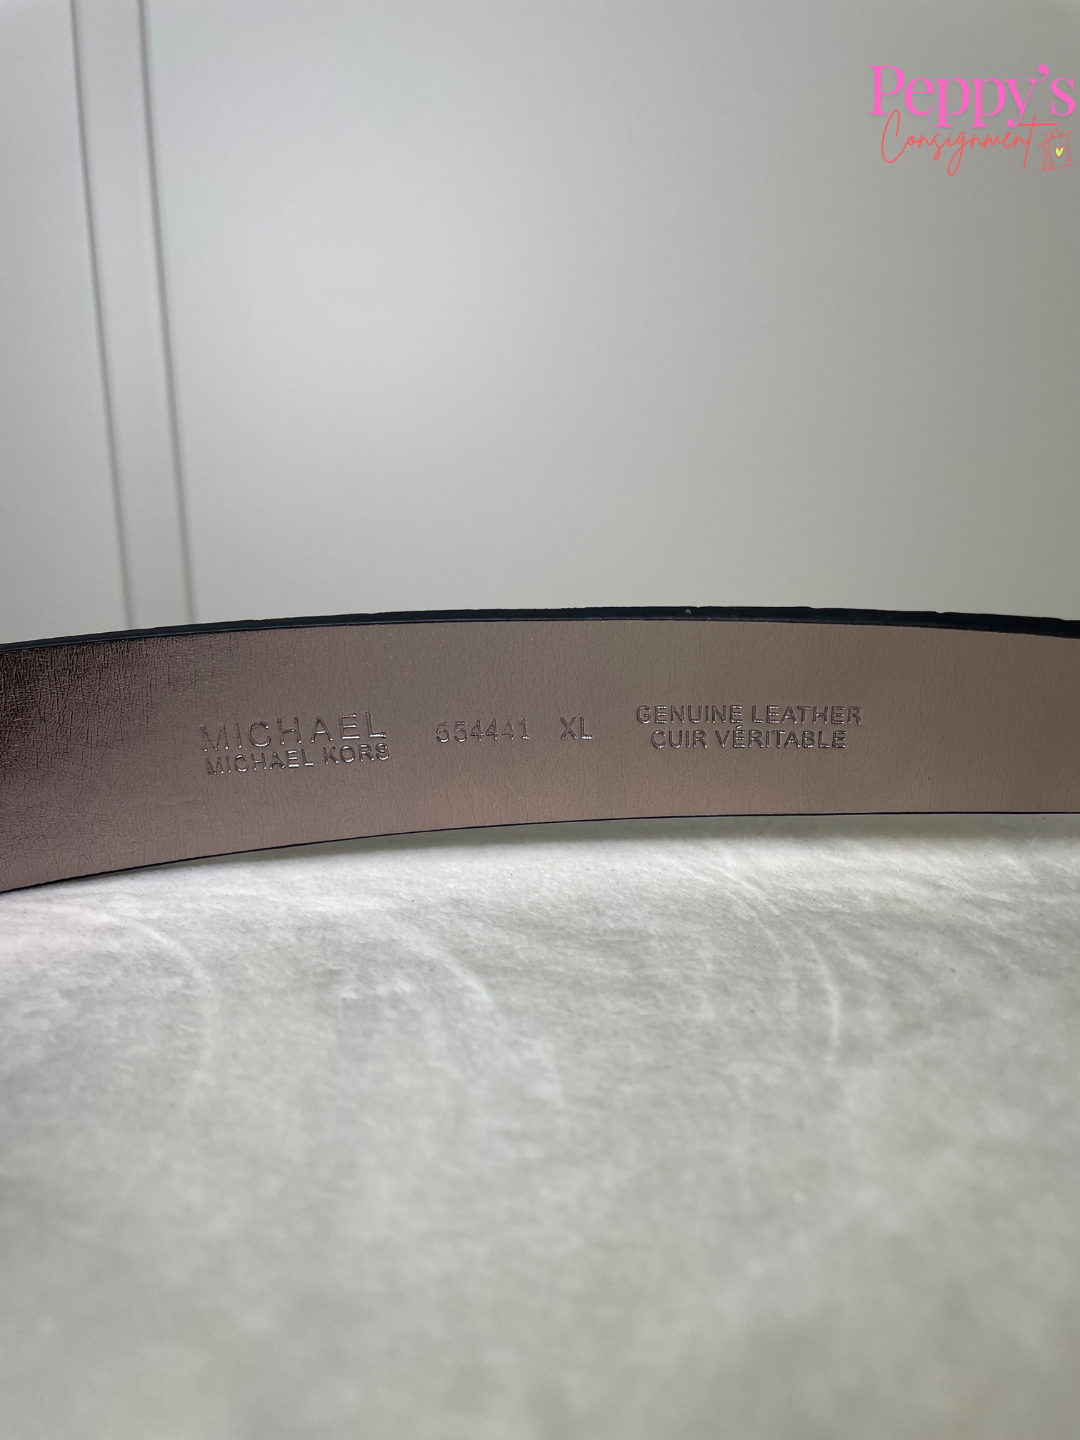 Peppy's
Consignment
MICHAEL
MICHAEL KORS
554441
XL
GENUINE LEATHER
CUIR VÉRITABLE